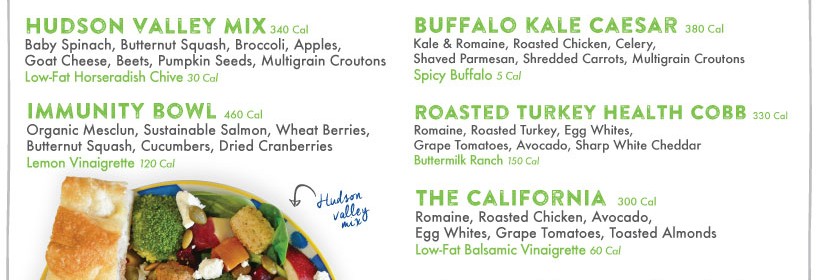 HUDSON VALLEY MIX 340 Cal
Baby Spinach, Butternut Squash, Broccoli, Apples,
Goat Cheese, Beets, Pumpkin Seeds, Multigrain Croutons
Low-Fat Horseradish Chive 30 Cal
IMMUNITY BOWL 460 Cal
Organic Mesclun, Sustainable Salmon, Wheat Berries,
Butternut Squash, Cucumbers, Dried Cranberries
Lemon Vinaigrette 120 Cal
Hudson
valley
mix
BUFFALO KALE CAESAR 380 Cal
Kale & Romaine, Roasted Chicken, Celery,
Shaved Parmesan, Shredded Carrots, Multigrain Croutons
Spicy Buffalo 5 Cal
ROASTED TURKEY HEALTH COBB 330 Cal
Romaine, Roasted Turkey, Egg Whites,
Grape Tomatoes, Avocado, Sharp White Cheddar
Buttermilk Ranch 150 Cal
THE CALIFORNIA 300 Cal
Romaine, Roasted Chicken, Avocado,
Egg Whites, Grape Tomatoes, Toasted Almonds
Low-Fat Balsamic Vinaigrette 60 Cal